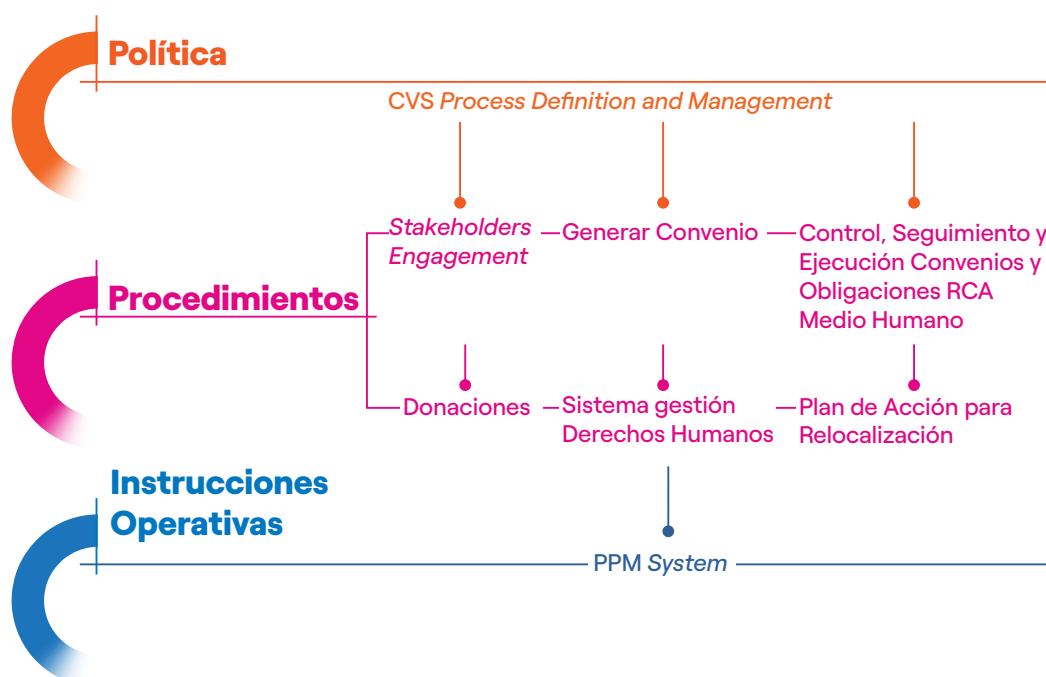 Política
CVS Process Definition and Management
Stakeholders
Engagement
Generar Convenio
Control, Seguimiento y
Ejecución Convenios y
Obligaciones RCA
Medio Humano
Procedimientos
Donaciones
Sistema gestión
Derechos Humanos
Plan de Acción para
Relocalización
Instrucciones
Operativas
PPM System